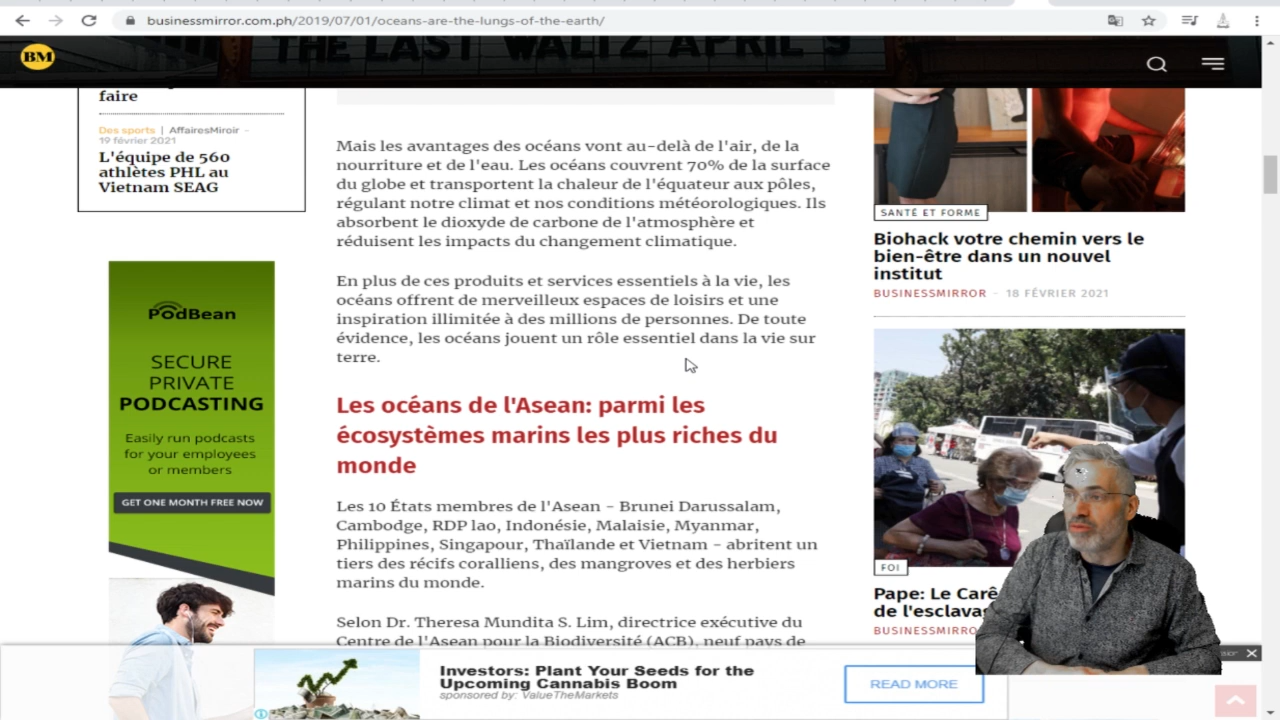 businessmirror.com.ph/2019/07/01/oceans-are-the-lungs-of-the-earth/
THE LAST WALTZ APRIL 9
BM
faire
Des sports | AffairesMiroir -
19 février 2021
L'équipe de 560
athlètes PHL au
Vietnam SEAG
PodBean
SECURE
PRIVATE
PODCASTING
Easily run podcasts
for your employees
or members
GET ONE MONTH FREE NOW
Mais les avantages des océans vont au-delà de l'air, de la
nourriture et de l'eau. Les océans couvrent 70% de la surface
du globe et transportent la chaleur de l'équateur aux pôles,
régulant notre climat et nos conditions météorologiques. Ils
absorbent le dioxyde de carbone de l'atmosphère et
réduisent les impacts du changement climatique.
En plus de ces produits et services essentiels à la vie, les
océans offrent de merveilleux espaces de loisirs et une
inspiration illimitée à des millions de personnes. De toute
évidence, les océans jouent un rôle essentiel dans la vie sur
terre.
Les océans de l'Asean: parmi les
écosystèmes marins les plus riches du
monde
Les 10 États membres de l'Asean - Brunei Darussalam,
Cambodge, RDP lao, Indonésie, Malaisie, Myanmar,
Philippines, Singapour, Thaïlande et Vietnam - abritent un
tiers des récifs coralliens, des mangroves et des herbiers
marins du monde.
Selon Dr. Theresa Mundita S. Lim, directrice exécutive du
Centre de l'Asean pour la Biodiversité (ACB), neuf pays de
SANTÉ ET FORME
Biohack votre chemin vers le
bien-être dans un nouvel
institut
BUSINESSMIRROR - 18 FÉVRIER 2021
FOI
Pape: Le Carê
de l'esclava
BUSINESSMIRRO
Investors: Plant Your Seeds for the
Upcoming Cannabis Boom
sponsored by: ValueTheMarkets
READ MORE